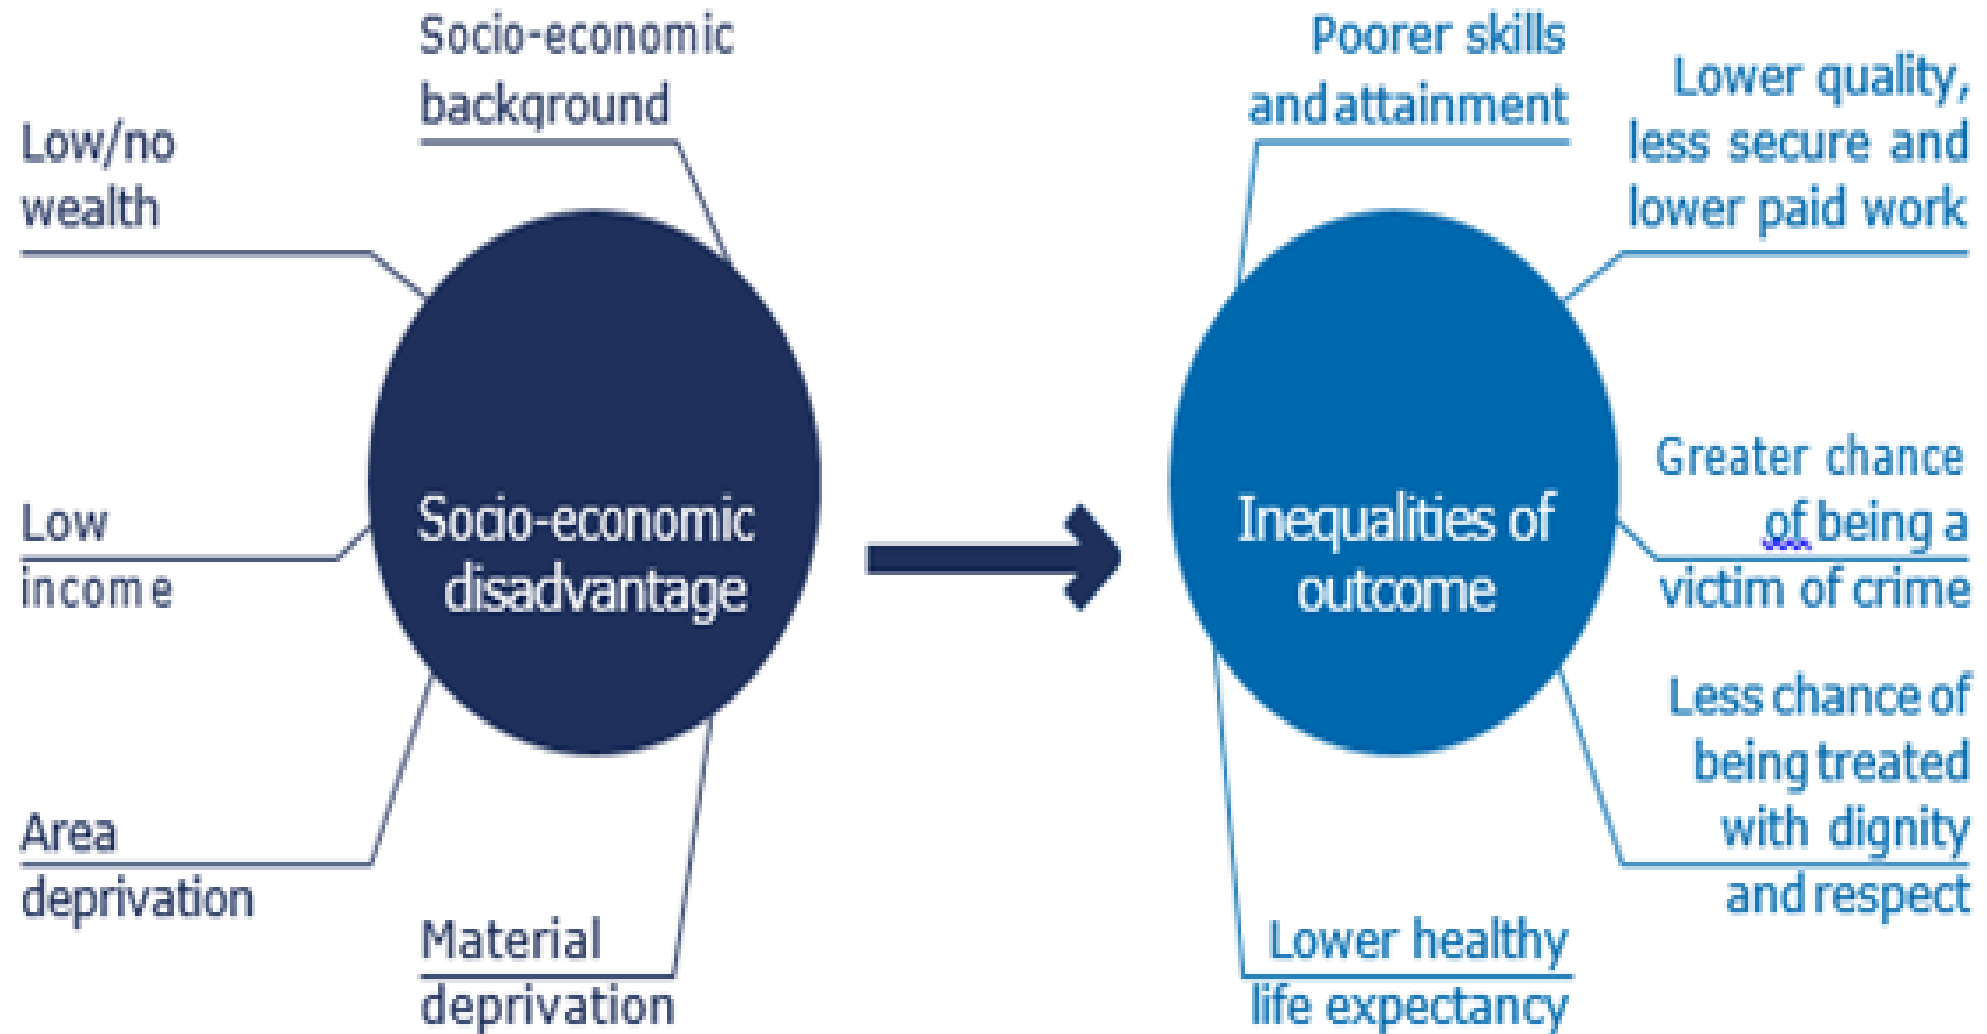 Socio-economic
background
Low/no
wealth
Low
income
Area
deprivation
Material
deprivation
Socio-economic
disadvantage
Inequalities of
outcome
Poorer skills
and attainment
Lower quality,
less secure and
lower paid work
Greater chance
of being a
victim of crime
Less chance of
being treated
with dignity
and respect
Lower healthy
life expectancy